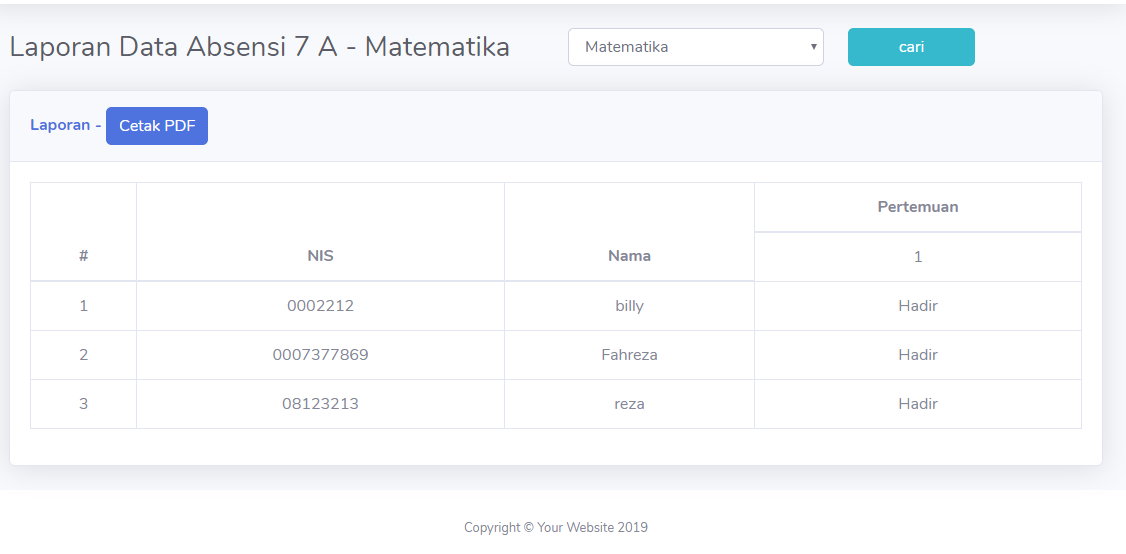 Laporan Data Absensi 7 A - Matematika Matematika cari
Laporan - Cetak PDF
Pertemuan
# NIS Nama 1
1 0002212 billy Hadir
2 0007377869 Fahreza Hadir
3 08123213 reza Hadir
Copyright © Your Website 2019